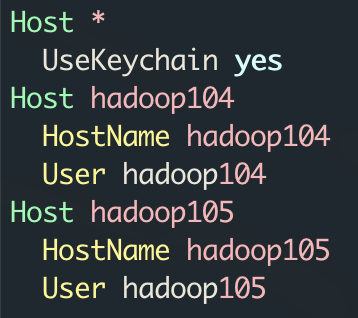 Host *
  UseKeychain yes
Host hadoop104
  HostName hadoop104
  User hadoop104
Host hadoop105
  HostName hadoop105
  User hadoop105